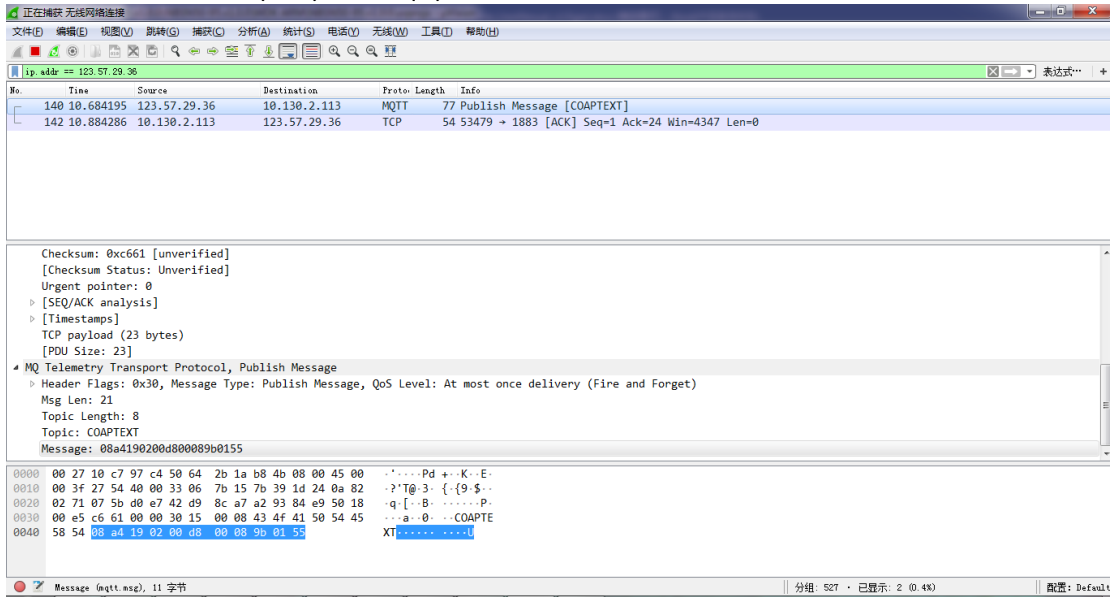 正在捕获 无线网络连接
文件(F) 编辑(E) 视图(V) 跳转(G) 捕获(C) 分析(A) 统计(S) 电话(Y) 无线(W) 工具(T) 帮助(H)
ip.addr == 123.57.29.36 表达式… +
No. Time Source Destination Proto Length Info
140 10.684195 123.57.29.36 10.130.2.113 MQTT 77 Publish Message [COAPTEXT]
142 10.884286 10.130.2.113 123.57.29.36 TCP 54 53479 → 1883 [ACK] Seq=1 Ack=24 Win=4347 Len=0
Checksum: 0xc661 [unverified]
[Checksum Status: Unverified]
Urgent pointer: 0
[SEQ/ACK analysis]
[Timestamps]
TCP payload (23 bytes)
[PDU Size: 23]
MQ Telemetry Transport Protocol, Publish Message
Header Flags: 0x30, Message Type: Publish Message, QoS Level: At most once delivery (Fire and Forget)
Msg Len: 21
Topic Length: 8
Topic: COAPTEXT
Message: 08a4190200d800089b0155
0000 00 27 10 c7 97 c4 50 64 2b 1a b8 4b 08 00 45 00 ·'····Pd +··K··E·
0010 00 3f 27 54 40 00 33 06 7b 15 7b 39 1d 24 0a 82 ·?'T@·3· {·{9·$··
0020 02 71 07 5b d0 e7 42 d9 8c a7 a2 93 84 e9 50 18 ·q·[··B· ······P·
0030 00 e5 c6 61 00 00 30 15 00 08 43 4f 41 50 54 45 ···a··0· ··COAPTE
0040 58 54 08 a4 19 02 00 d8 00 08 9b 01 55 XT······ ····U
Message (mqtt.msg), 11 字节 分组: 527 · 已显示: 2 (0.4%) 配置: Default